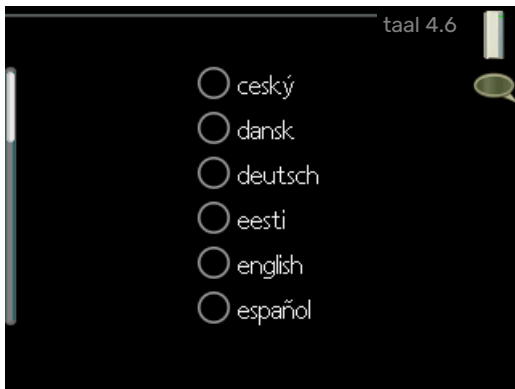 taal 4.6
ceský
dansk
deutsch
eesti
english
español